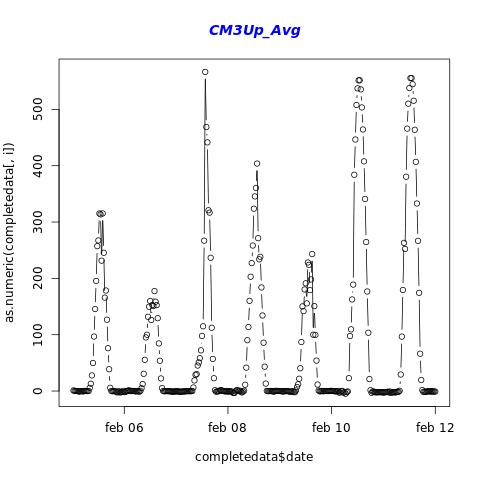 CM3Up_Avg
as.numeric(completedata[, i])
500
400
300
200
100
0
feb 06
feb 08
feb 10
feb 12
completedata$date